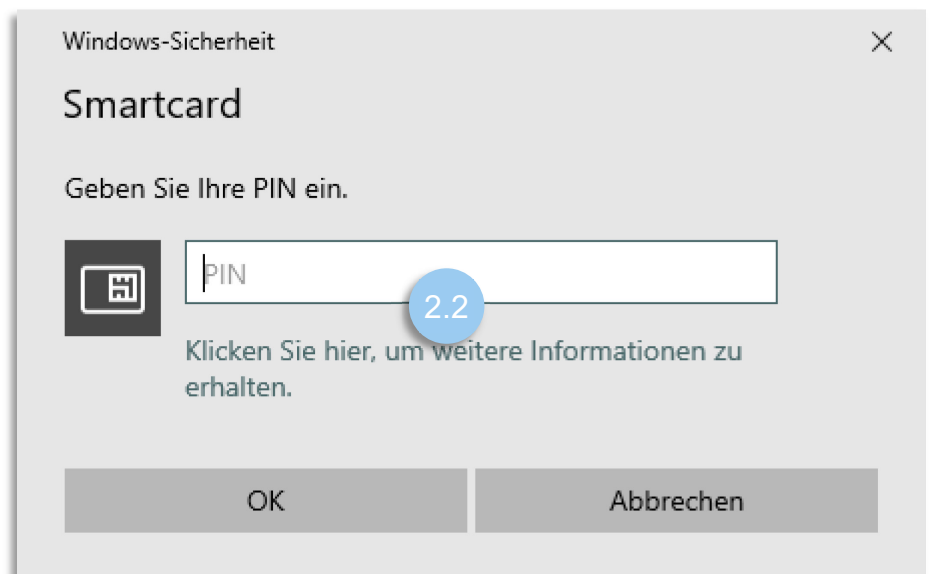 Windows-Sicherheit
Smartcard
Geben Sie Ihre PIN ein.
PIN
2.2
Klicken Sie hier, um weitere Informationen zu
erhalten.
OK
Abbrechen